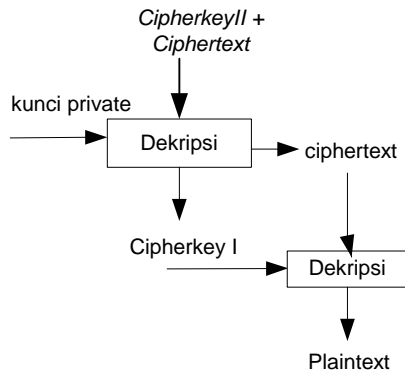 CipherkeyII +
Ciphertext
kunci private
Dekripsi
ciphertext
Cipherkey I
Dekripsi
Plaintext